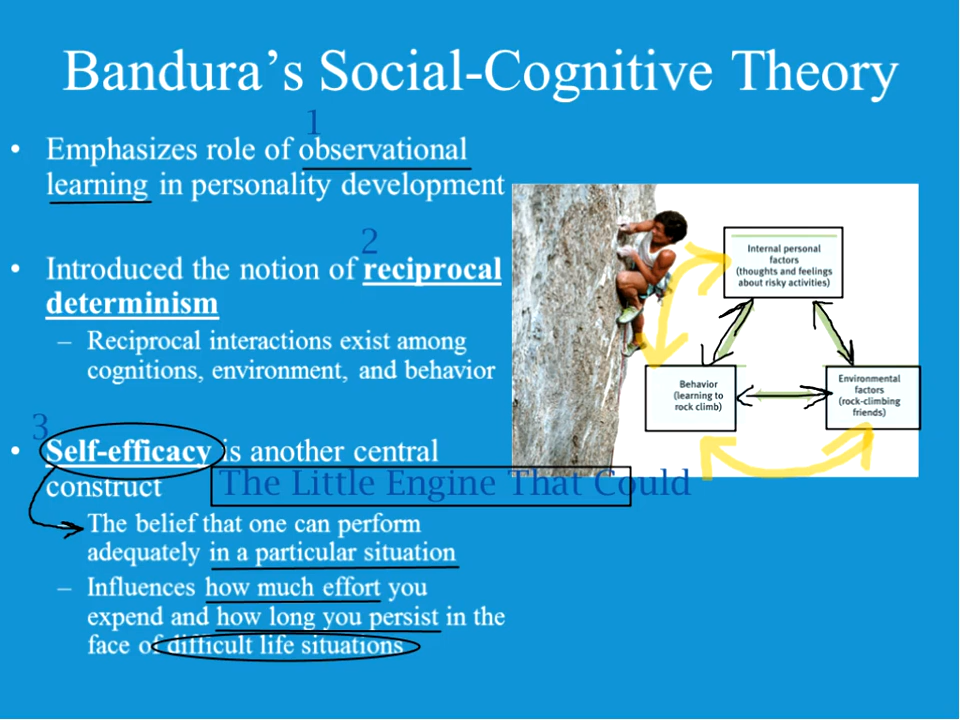 Bandura's Social-Cognitive Theory
1
• Emphasizes role of observational
learning in personality development
2
• Introduced the notion of reciprocal
determinism
– Reciprocal interactions exist among
cognitions, environment, and behavior
3
• Self-efficacy is another central
construct
The Little Engine That Could
– The belief that one can perform
adequately in a particular situation
– Influences how much effort you
expend and how long you persist in the
face of difficult life situations
Internal personal
factors
(thoughts and feelings
about risky activities)
Behavior
(learning to
rock climb)
Environmental
factors
(rock-climbing
friends)